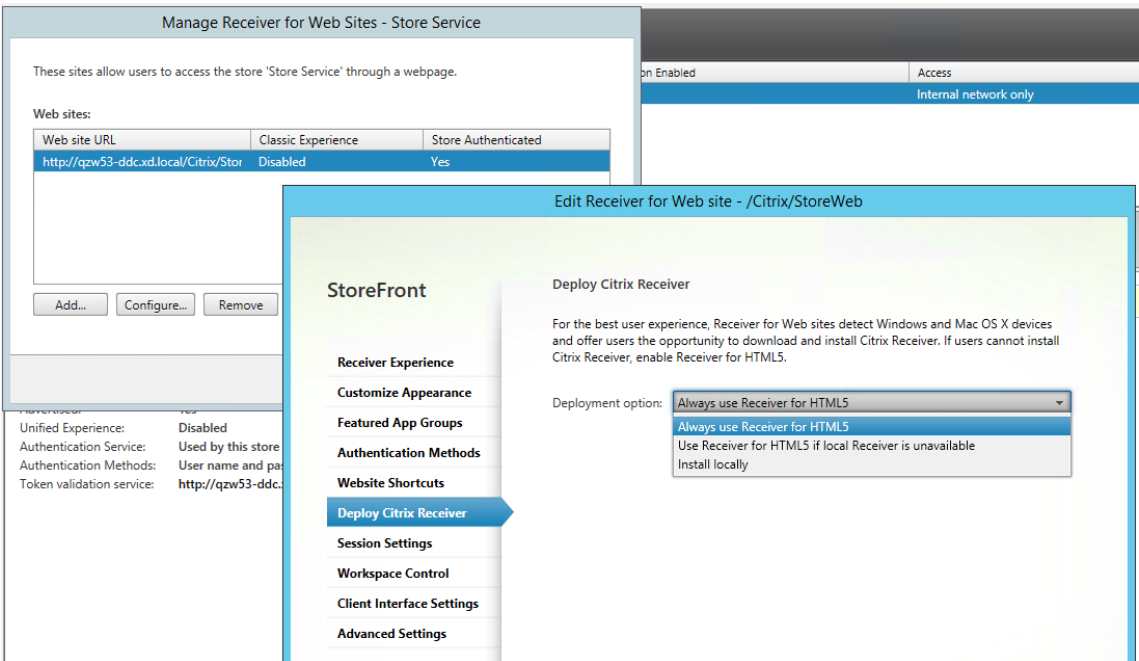 Manage Receiver for Web Sites - Store Service
These sites allow users to access the store 'Store Service' through a webpage.
Web sites:
Web site URL Classic Experience Store Authenticated
http://qzw53-ddc.xd.local/Citrix/Stor Disabled Yes
Add... Configure... Remove
on Enabled Access
Internal network only
Advertised: Yes
Unified Experience: Disabled
Authentication Service: Used by this store
Authentication Methods: User name and pas
Token validation service: http://qzw53-ddc.
Edit Receiver for Web site - /Citrix/StoreWeb
StoreFront
Receiver Experience
Customize Appearance
Featured App Groups
Authentication Methods
Website Shortcuts
Deploy Citrix Receiver
Session Settings
Workspace Control
Client Interface Settings
Advanced Settings
Deploy Citrix Receiver
For the best user experience, Receiver for Web sites detect Windows and Mac OS X devices
and offer users the opportunity to download and install Citrix Receiver. If users cannot install
Citrix Receiver, enable Receiver for HTML5.
Deployment option: Always use Receiver for HTML5
Always use Receiver for HTML5
Use Receiver for HTML5 if local Receiver is unavailable
Install locally